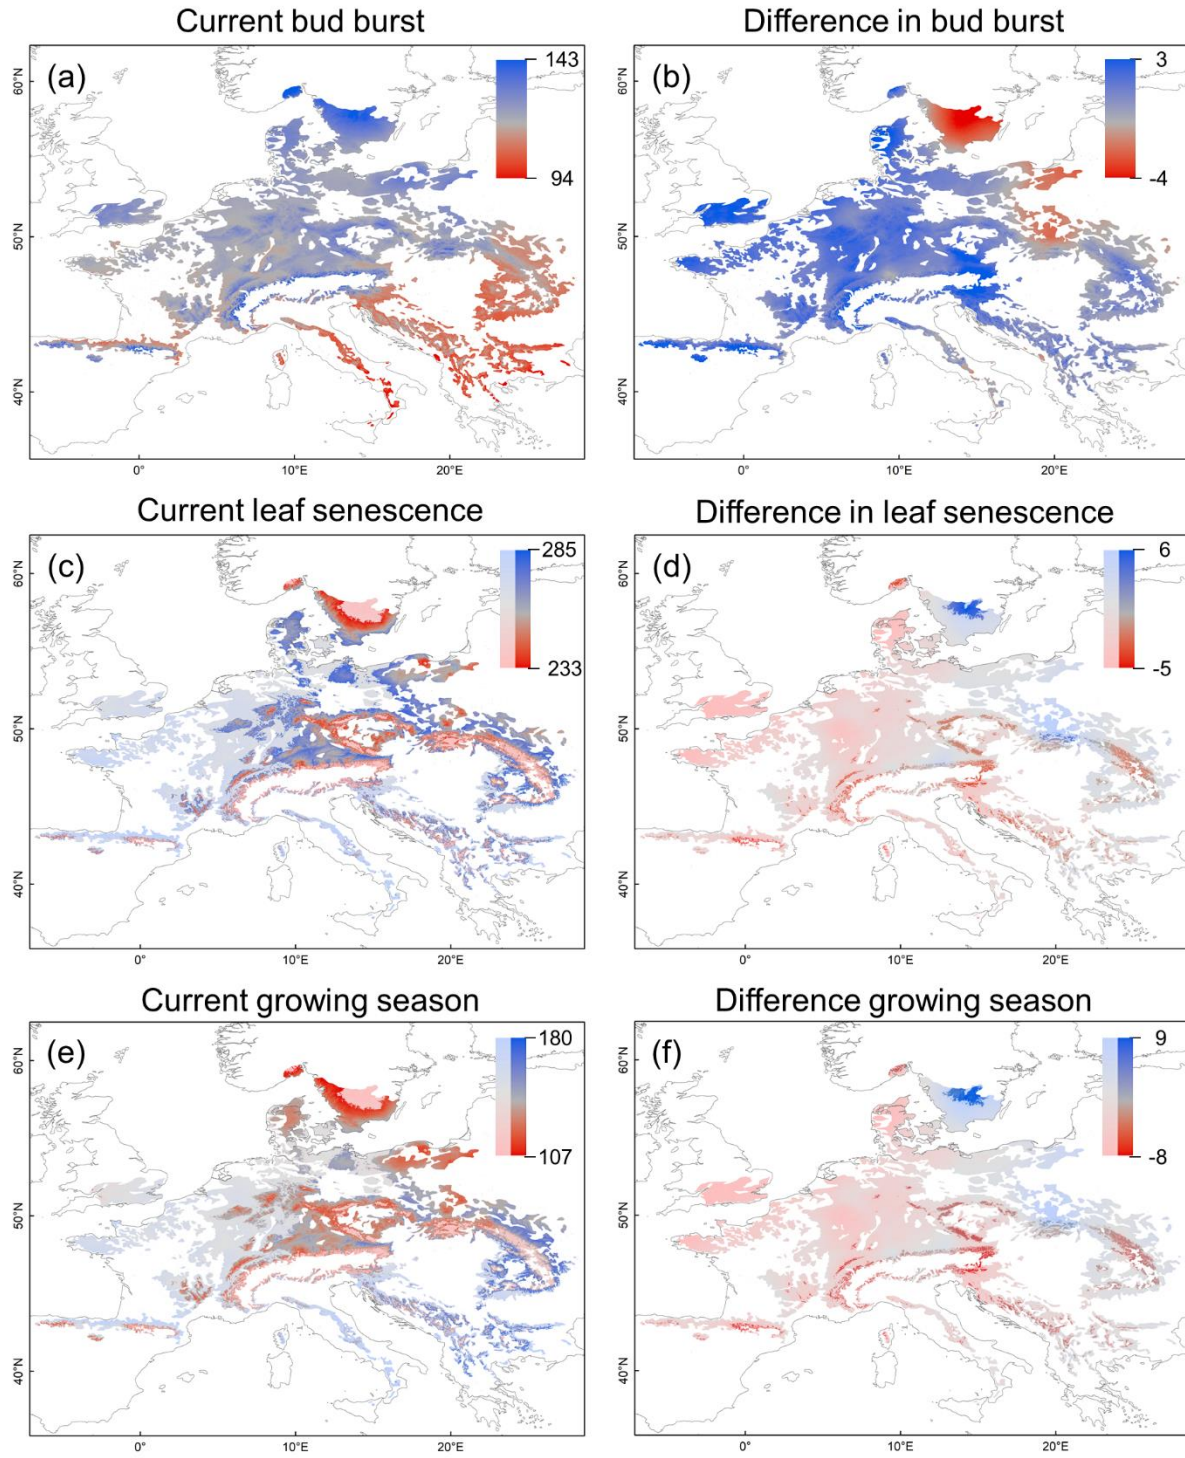 Current bud burst
Difference in bud burst
(a)
143
94
60°N
50°N
40°N
0°
10°E
20°E
(b)
3
-4
60°N
50°N
40°N
0°
10°E
20°E
Current leaf senescence
Difference in leaf senescence
(c)
285
233
60°N
50°N
40°N
0°
10°E
20°E
(d)
6
-5
60°N
50°N
40°N
0°
10°E
20°E
Current growing season
Difference growing season
(e)
180
107
60°N
50°N
40°N
0°
10°E
20°E
(f)
9
-8
60°N
50°N
40°N
0°
10°E
20°E